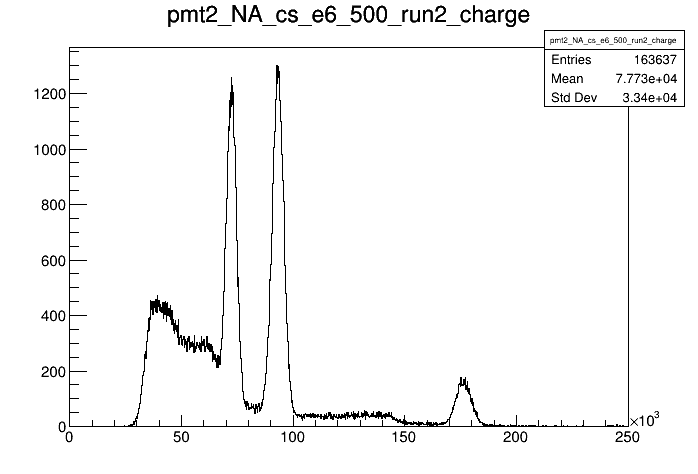 pmt2_NA_cs_e6_500_run2_charge
pmt2_NA_cs_e6_500_run2_charge
Entries 163637
Mean 7.773e+04
Std Dev 3.34e+04
1200
1000
800
600
400
200
0
0 50 100 150 200 250
×10³